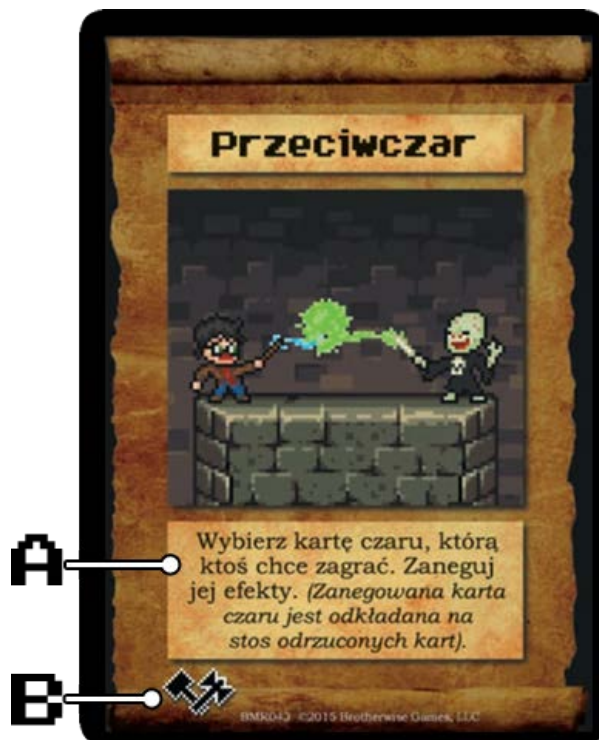 Przeciwczar
A
Wybierz kartę czaru, którą
ktoś chce zagrać. Zaneguj
jej efekty. (Zanegowana karta
czaru jest odkładana na
stos odrzuconych kart).
B
BMR043 ©2015 Brotherwise Games, LLC